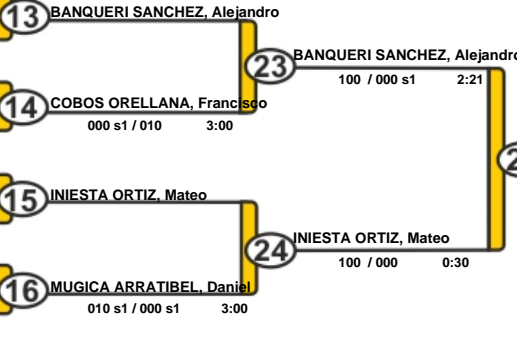 13 BANQUERI SANCHEZ, Alejandro
23 BANQUERI SANCHEZ, Alejandro
100 / 000 s1 2:21
14 COBOS ORELLANA, Francisco
000 s1 / 010 3:00
15 INIESTA ORTIZ, Mateo
24 INIESTA ORTIZ, Mateo
100 / 000 0:30
16 MUGICA ARRATIBEL, Daniel
010 s1 / 000 s1 3:00